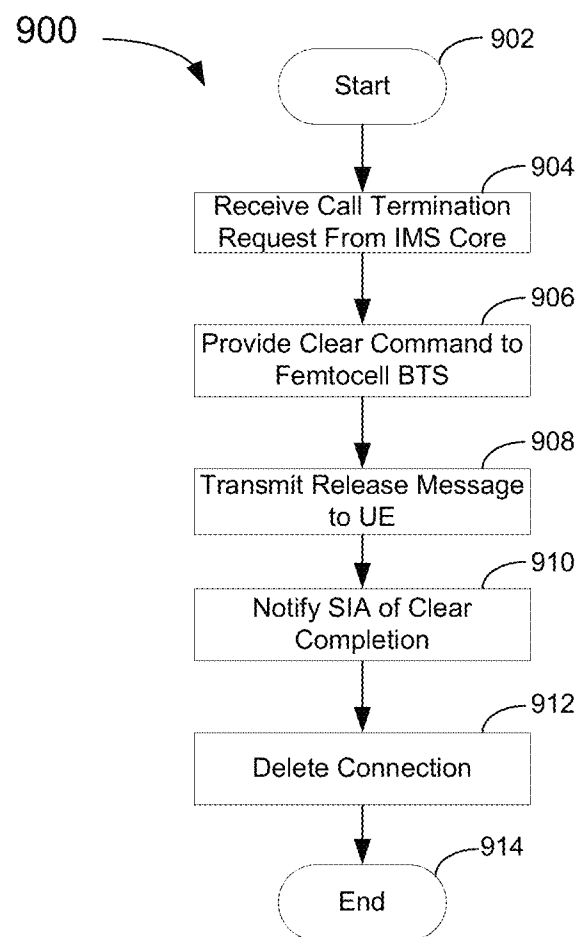 900
902
Start
904
Receive Call Termination
Request From IMS Core
906
Provide Clear Command to
Femtocell BTS
908
Transmit Release Message
to UE
910
Notify SIA of Clear
Completion
912
Delete Connection
914
End